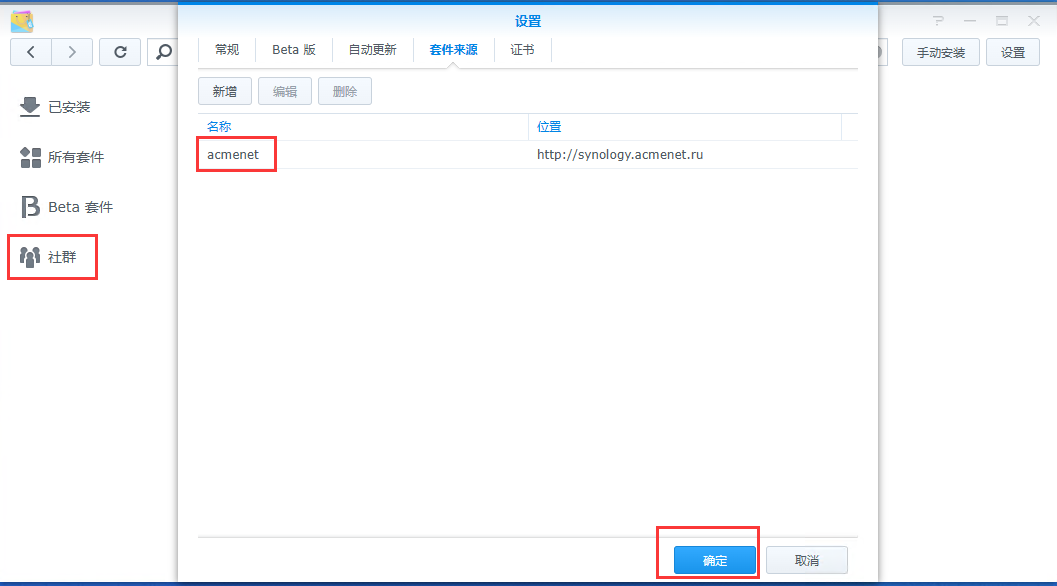 设置
常规 Beta 版 自动更新 套件来源 证书
手动安装 设置
新增 编辑 删除
名称 位置
acmenet http://synology.acmenet.ru
已安装
所有套件
Beta 套件
社群
确定 取消